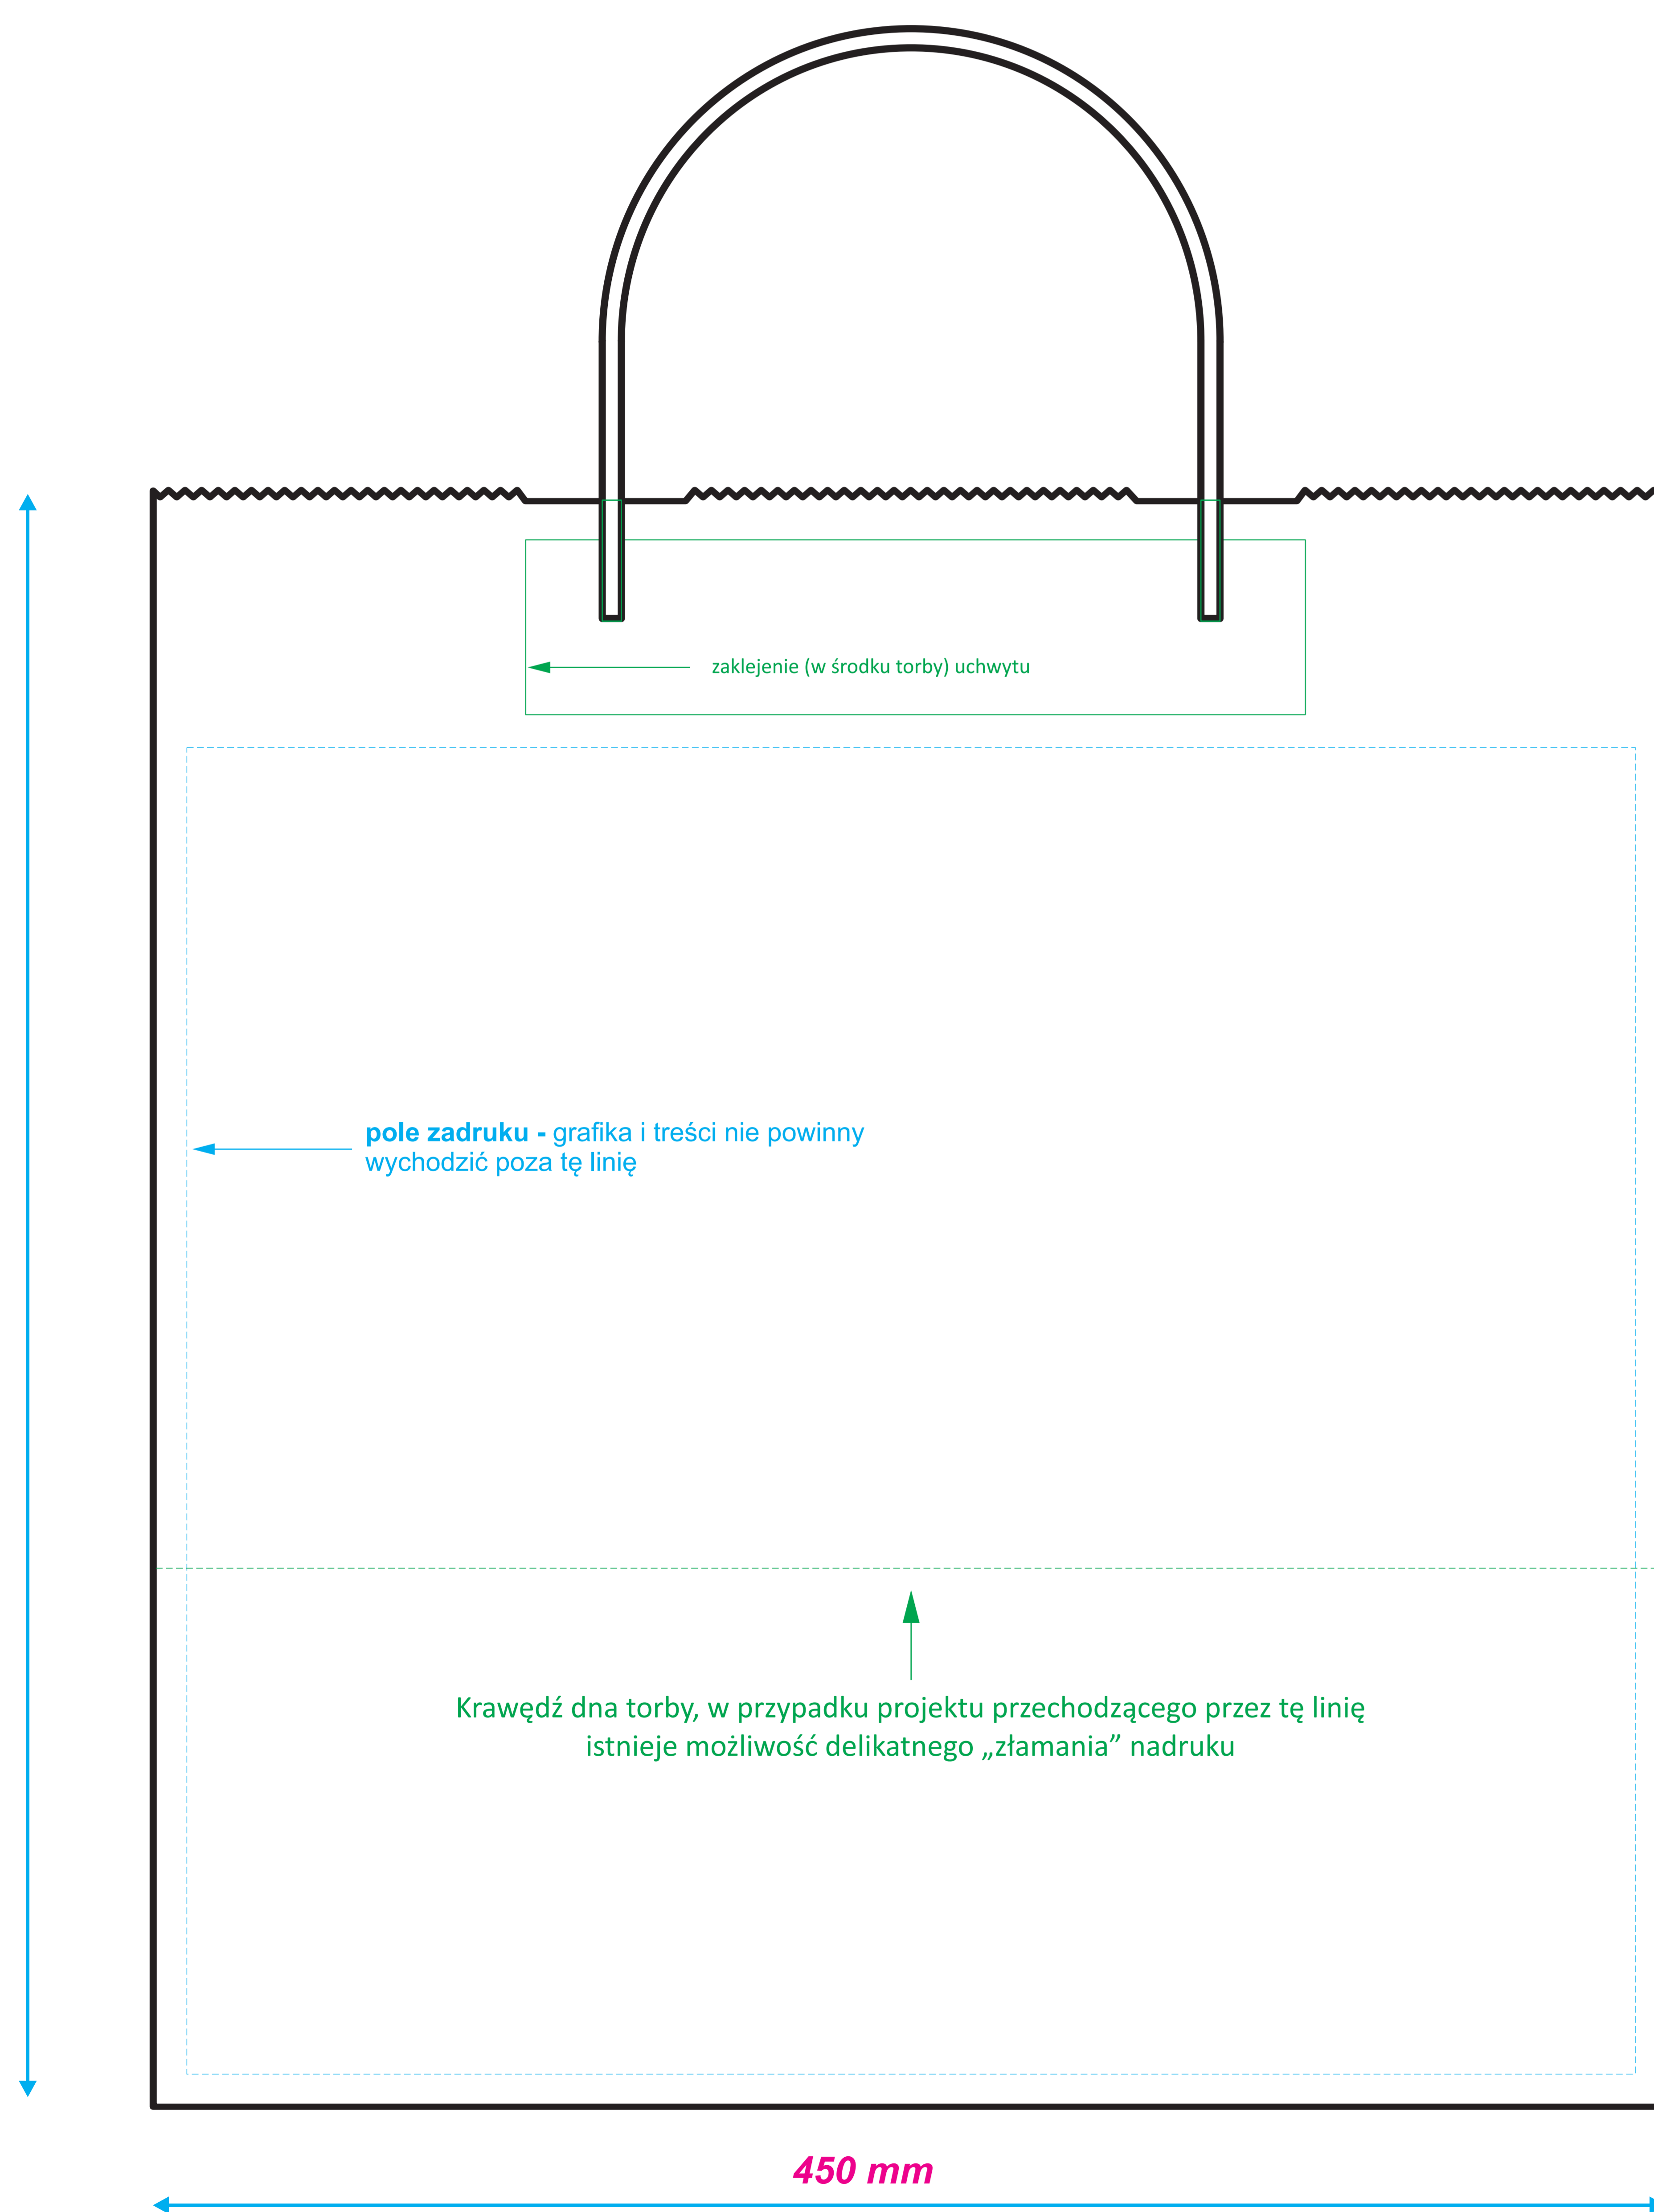 zaklejenie (w środku torby) uchwytu
pole zadruku - grafika i treści nie powinny
wychodzić poza tę linię
Krawędź dna torby, w przypadku projektu przechodzącego przez tę linię
istnieje możliwość delikatnego „złamania” nadruku
450 mm